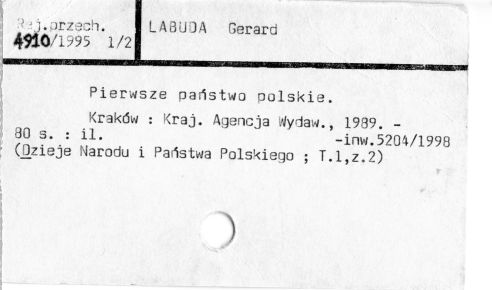 Rej.przech. LABUDA Gerard
4910/1995 1/2
Pierwsze państwo polskie.
Kraków : Kraj. Agencja Wydaw., 1989. -
80 s. : il. -inw.5204/1998
(Dzieje Narodu i Państwa Polskiego ; T.1,z.2)